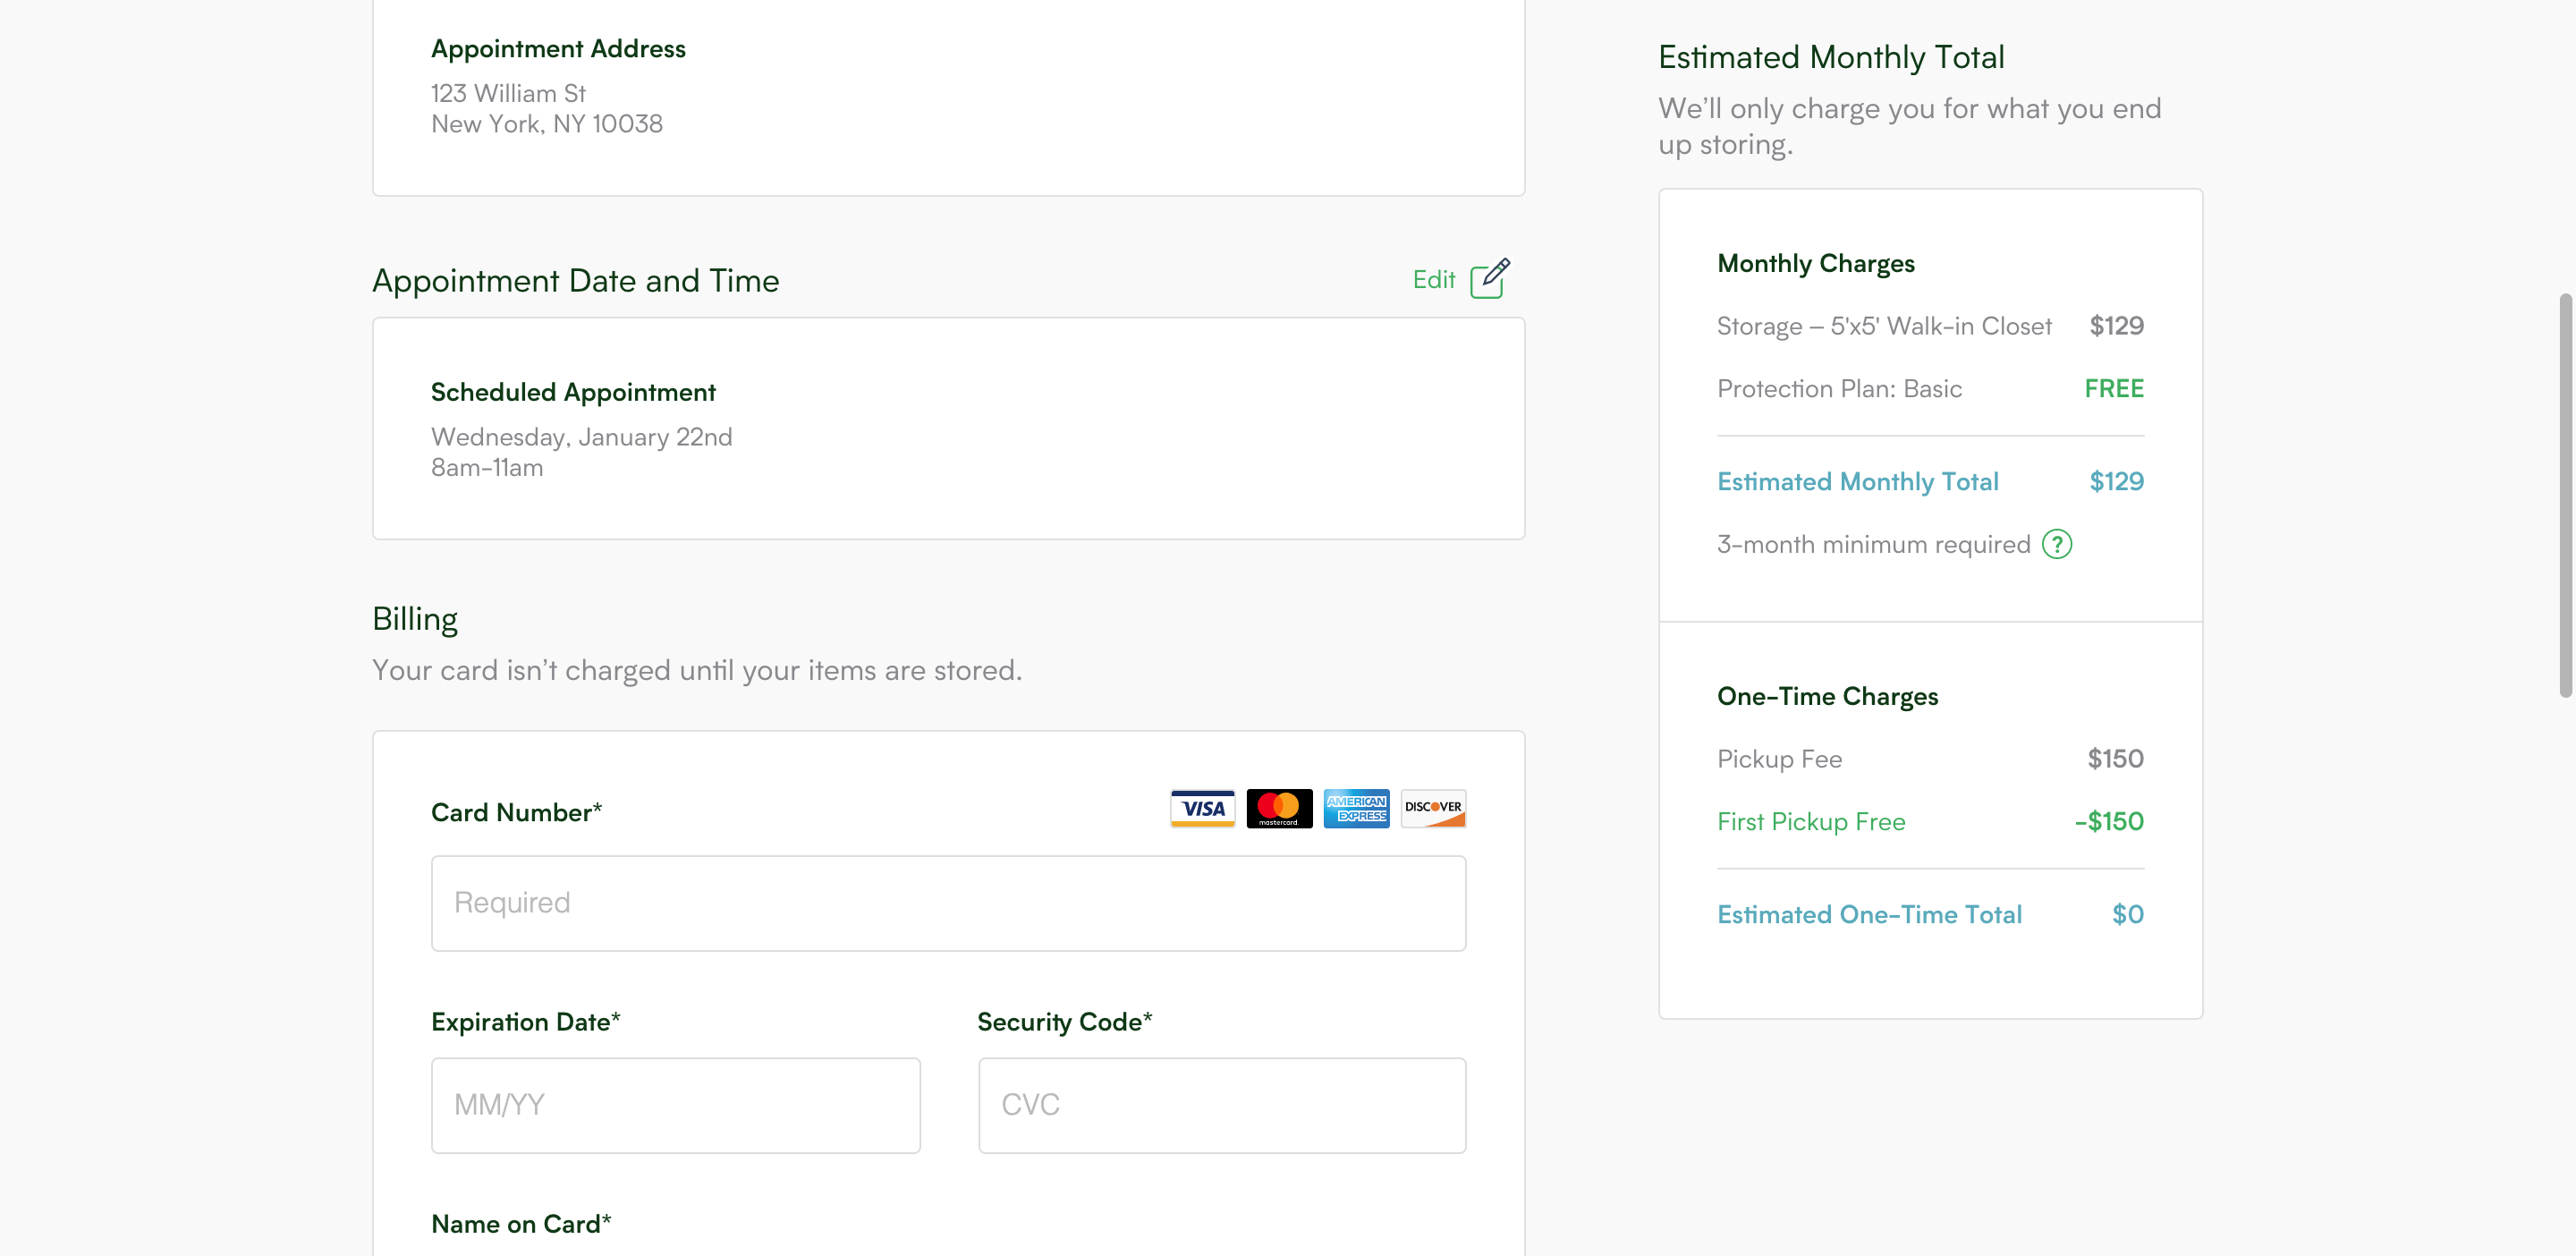 Appointment Address
123 William St
New York, NY 10038
Appointment Date and Time
Edit
Scheduled Appointment
Wednesday, January 22nd
8am-11am
Billing
Your card isn’t charged until your items are stored.
Card Number*
VISA
mastercard.
AMERICAN
EXPRESS
DISCOVER
Required
Expiration Date*
Security Code*
MM/YY
CVC
Name on Card*
Estimated Monthly Total
We’ll only charge you for what you end
up storing.
Monthly Charges
Storage – 5'x5' Walk-in Closet $129
Protection Plan: Basic FREE
Estimated Monthly Total $129
3-month minimum required ?
One-Time Charges
Pickup Fee $150
First Pickup Free -$150
Estimated One-Time Total $0